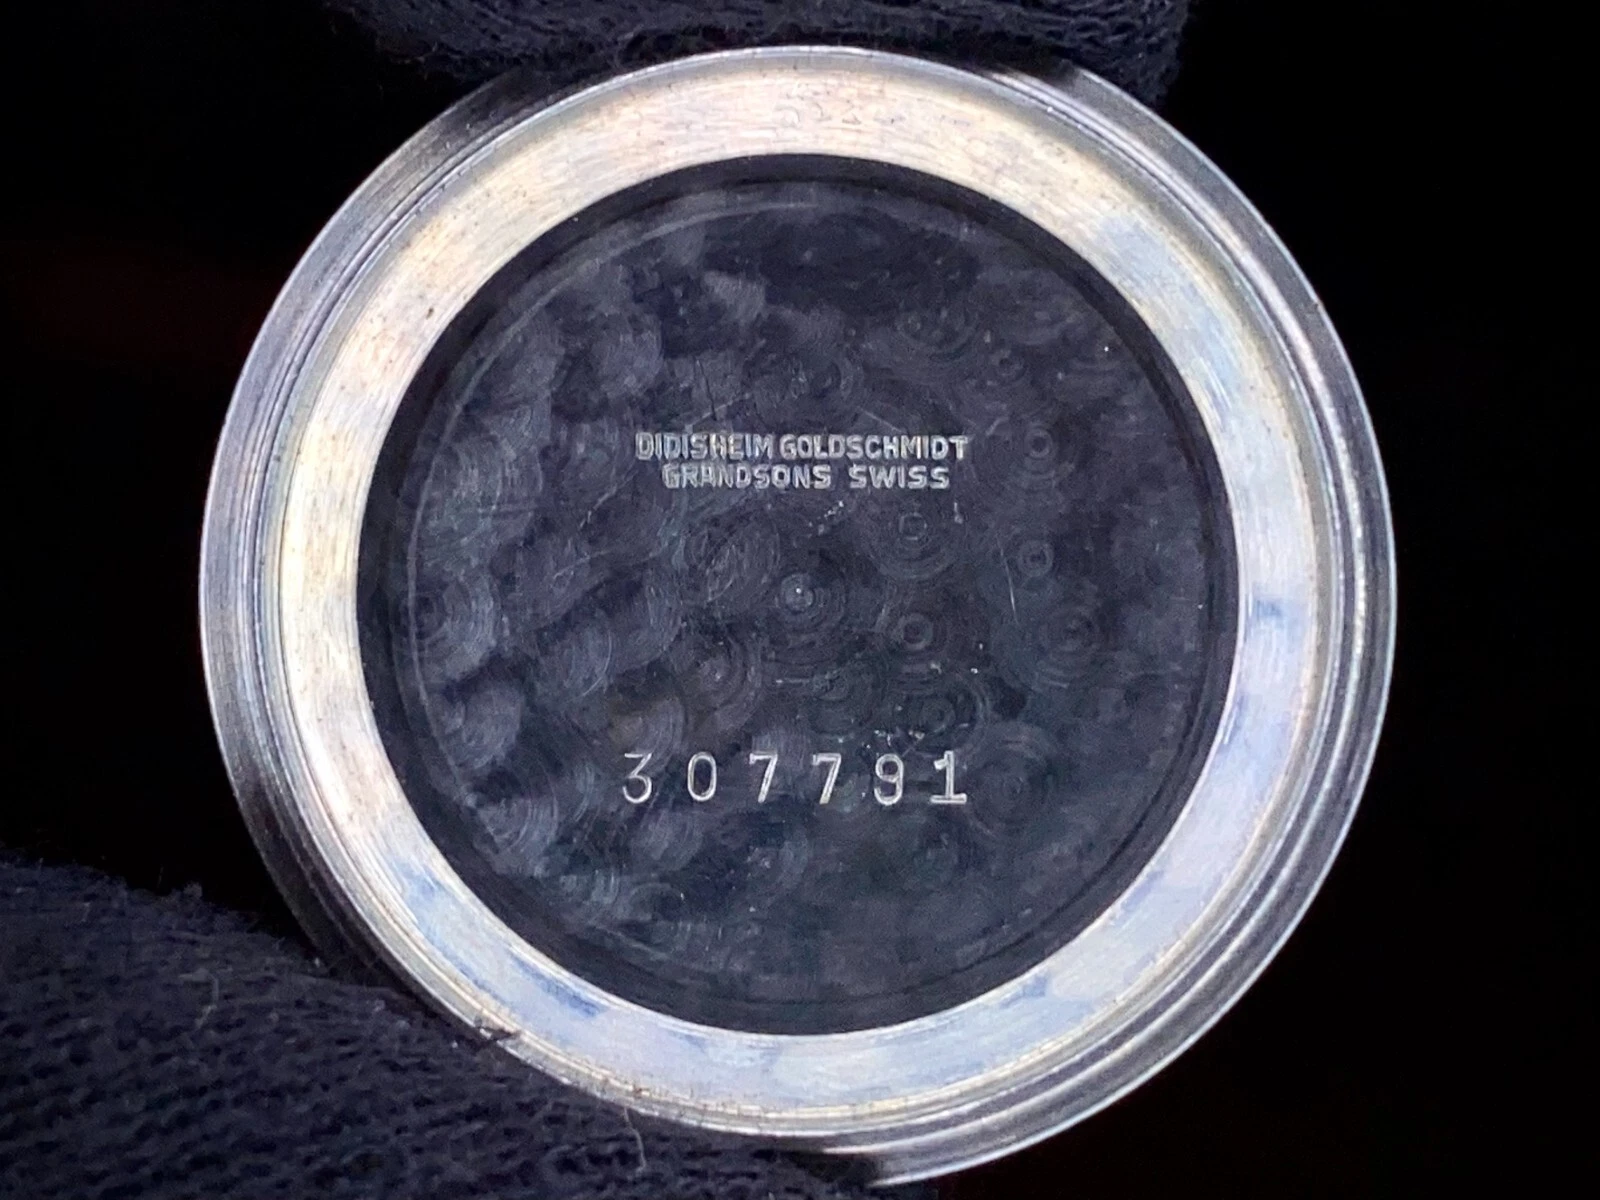 DIDISHEIM GOLDSCHMIDT
GRANDSONS SWISS
307791